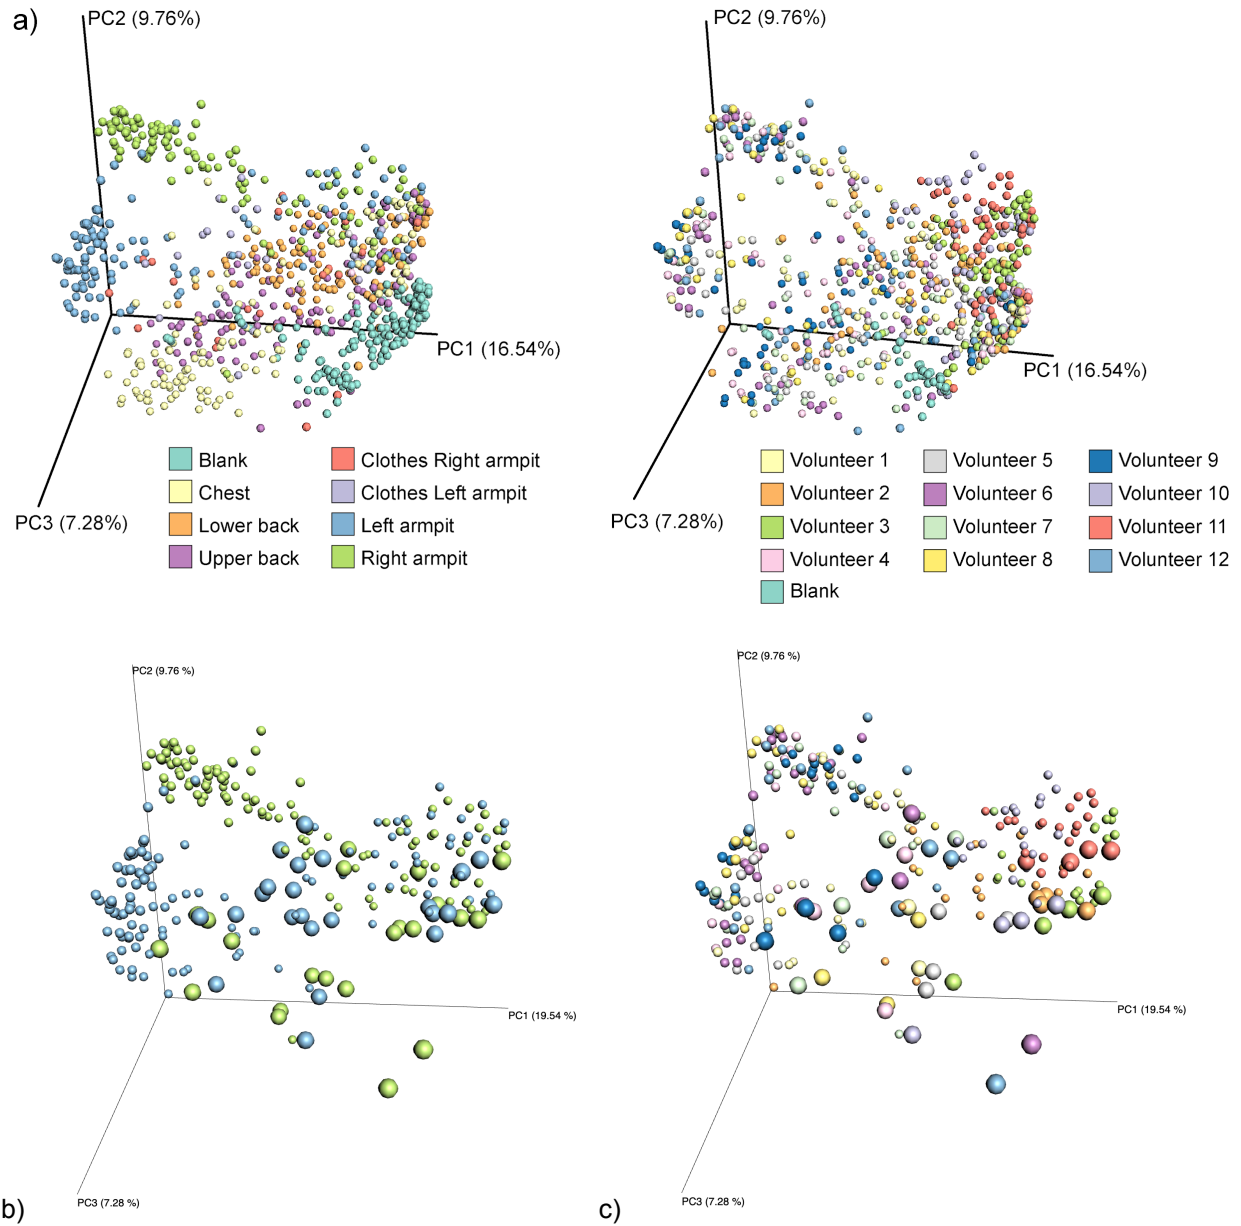 a)
PC2 (9.76%)
PC1 (16.54%)
PC3 (7.28%)
Blank
Chest
Lower back
Upper back
Clothes Right armpit
Clothes Left armpit
Left armpit
Right armpit
PC2 (9.76%)
PC1 (16.54%)
PC3 (7.28%)
Volunteer 1
Volunteer 2
Volunteer 3
Volunteer 4
Blank
Volunteer 5
Volunteer 6
Volunteer 7
Volunteer 8
Volunteer 9
Volunteer 10
Volunteer 11
Volunteer 12
PC2 (9.76 %)
PC1 (19.54 %)
PC3 (7.28 %)
b)
PC2 (9.76 %)
PC1 (19.54 %)
PC3 (7.28 %)
c)